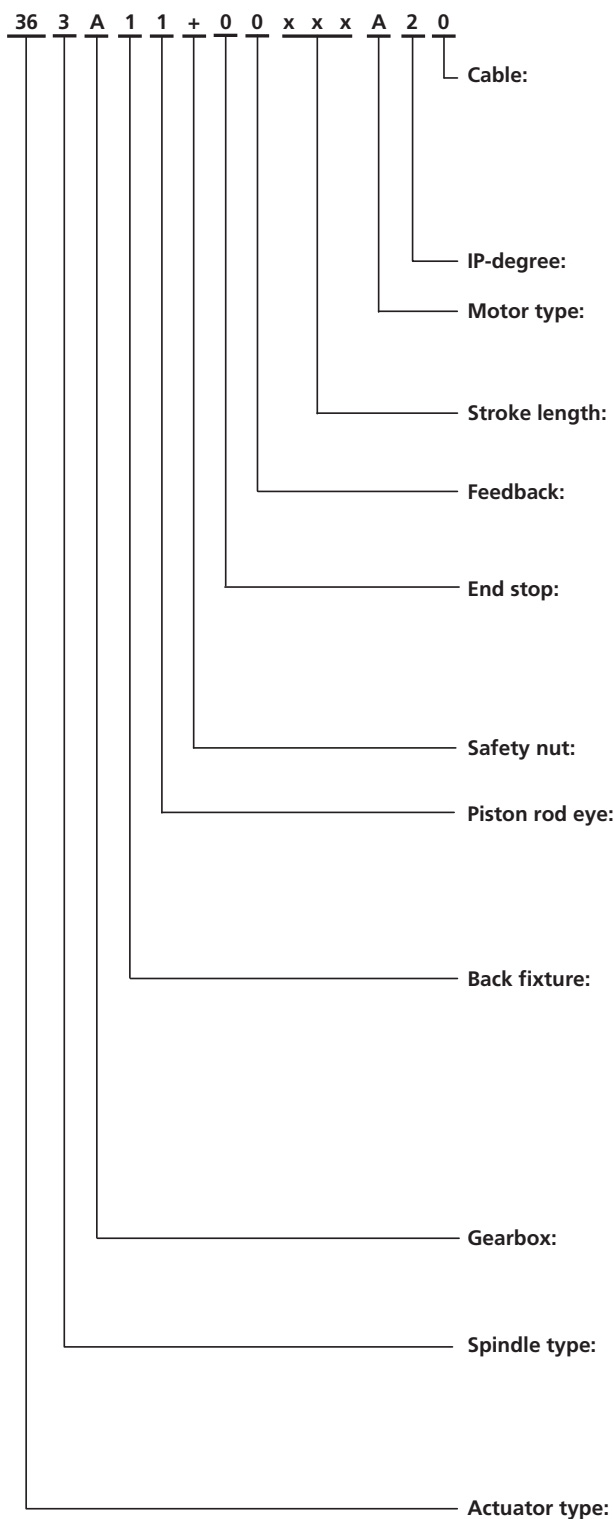 36 3 A 1 1 + 0 0 x x x A 2 0
Cable:
IP-degree:
Motor type:
Stroke length:
Feedback:
End stop:
Safety nut:
Piston rod eye:
Back fixture:
Gearbox:
Spindle type:
Actuator type: